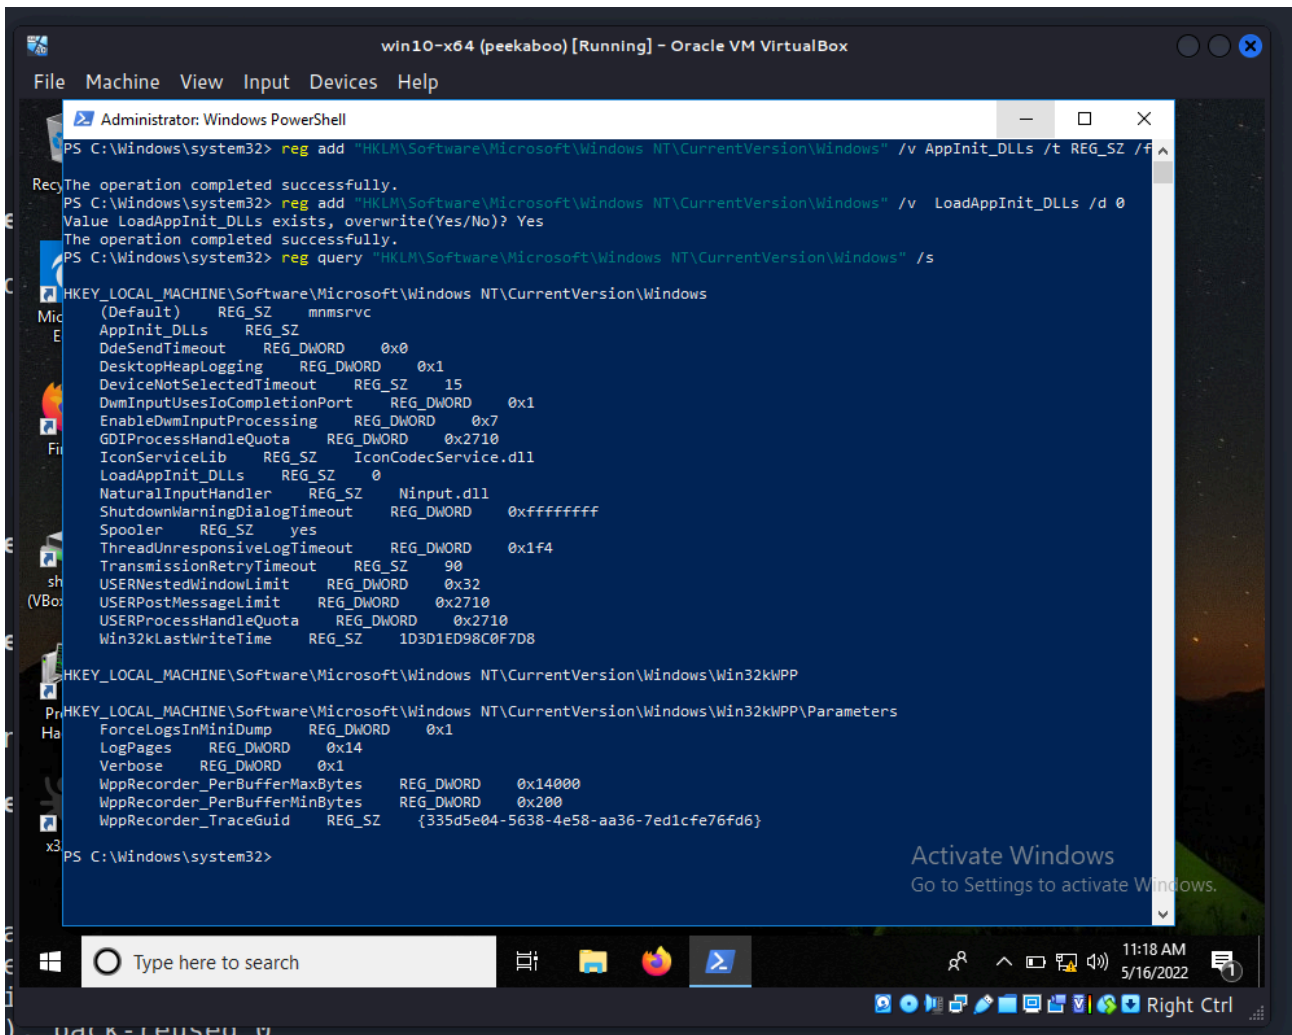 win10-x64 (peekaboo) [Running] - Oracle VM VirtualBox
File Machine View Input Devices Help
Administrator: Windows PowerShell
PS C:\Windows\system32> reg add "HKLM\Software\Microsoft\Windows NT\CurrentVersion\Windows" /v AppInit_DLLs /t REG_SZ /f
The operation completed successfully.
PS C:\Windows\system32> reg add "HKLM\Software\Microsoft\Windows NT\CurrentVersion\Windows" /v  LoadAppInit_DLLs /d 0
Value LoadAppInit_DLLs exists, overwrite(Yes/No)? Yes
The operation completed successfully.
PS C:\Windows\system32> reg query "HKLM\Software\Microsoft\Windows NT\CurrentVersion\Windows" /s
HKEY_LOCAL_MACHINE\Software\Microsoft\Windows NT\CurrentVersion\Windows
(Default)    REG_SZ    mnmsrvc
AppInit_DLLs    REG_SZ
DdeSendTimeout    REG_DWORD    0x0
DesktopHeapLogging    REG_DWORD    0x1
DeviceNotSelectedTimeout    REG_SZ    15
DwmInputUsesIoCompletionPort    REG_DWORD    0x1
EnableDwmInputProcessing    REG_DWORD    0x7
GDIProcessHandleQuota    REG_DWORD    0x2710
IconServiceLib    REG_SZ    IconCodecService.dll
LoadAppInit_DLLs    REG_SZ    0
NaturalInputHandler    REG_SZ    Ninput.dll
ShutdownWarningDialogTimeout    REG_DWORD    0xffffffff
Spooler    REG_SZ    yes
ThreadUnresponsiveLogTimeout    REG_DWORD    0x1f4
TransmissionRetryTimeout    REG_SZ    90
USERNestedWindowLimit    REG_DWORD    0x32
USERPostMessageLimit    REG_DWORD    0x2710
USERProcessHandleQuota    REG_DWORD    0x2710
Win32kLastWriteTime    REG_SZ    1D3D1ED98C0F7D8
HKEY_LOCAL_MACHINE\Software\Microsoft\Windows NT\CurrentVersion\Windows\Win32kWPP
HKEY_LOCAL_MACHINE\Software\Microsoft\Windows NT\CurrentVersion\Windows\Win32kWPP\Parameters
ForceLogsInMiniDump    REG_DWORD    0x1
LogPages    REG_DWORD    0x14
Verbose    REG_DWORD    0x1
WppRecorder_PerBufferMaxBytes    REG_DWORD    0x14000
WppRecorder_PerBufferMinBytes    REG_DWORD    0x200
WppRecorder_TraceGuid    REG_SZ    {335d5e04-5638-4e58-aa36-7ed1cfe76fd6}
PS C:\Windows\system32>
Activate Windows
Go to Settings to activate Windows.
Type here to search
11:18 AM
5/16/2022
1
Right Ctrl